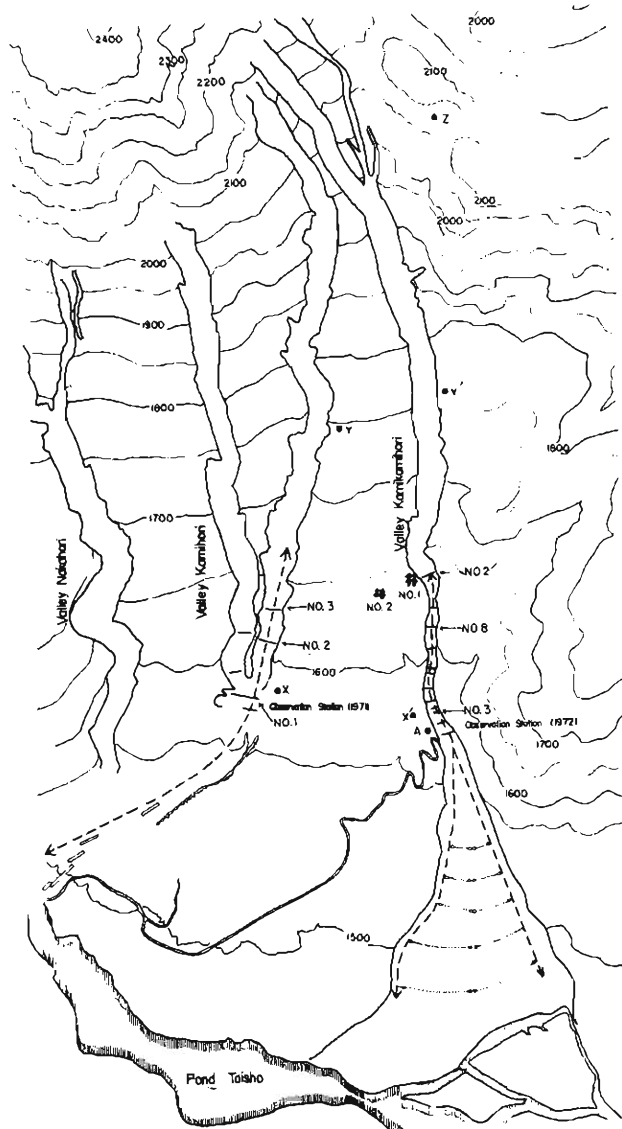 2400
2300
2200
2100
2000
2100
Z
2100
2000
2000
1900
1800
Y'
Y
1800
1700
Valley Nakahori
Valley Kamihori
Valley Kamikamihori
NO.1
NO.2
NO.2
NO.3
NO.8
NO.2
1600
X
Observation Station (1971)
NO.1
X'
NO.3
A
Observation Station (1972)
1700
1600
1500
Pond Taisho